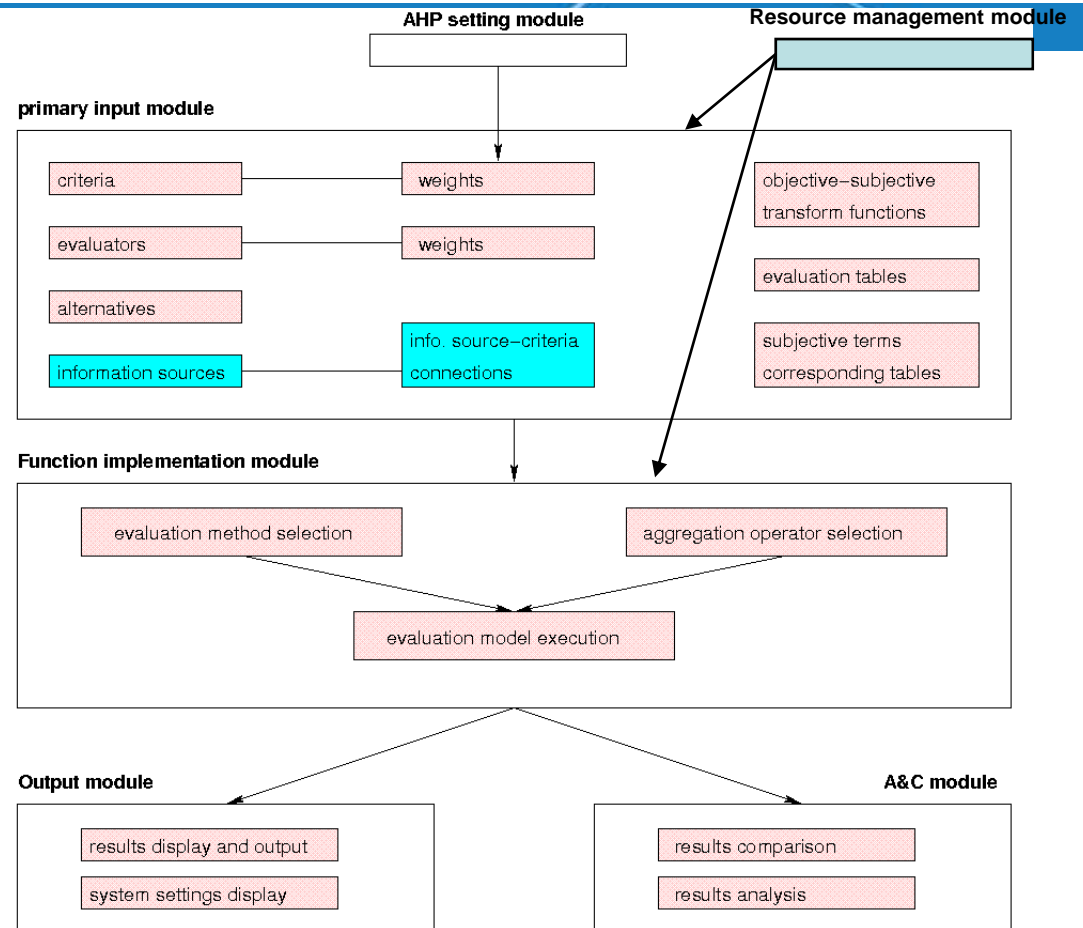 AHP setting module
Resource management module
primary input module
criteria
weights
objective-subjective
transform functions
evaluators
weights
evaluation tables
alternatives
info. source-criteria
connections
subjective terms
corresponding tables
information sources
Function implementation module
evaluation method selection
aggregation operator selection
evaluation model execution
Output module
A&C module
results display and output
results comparison
system settings display
results analysis